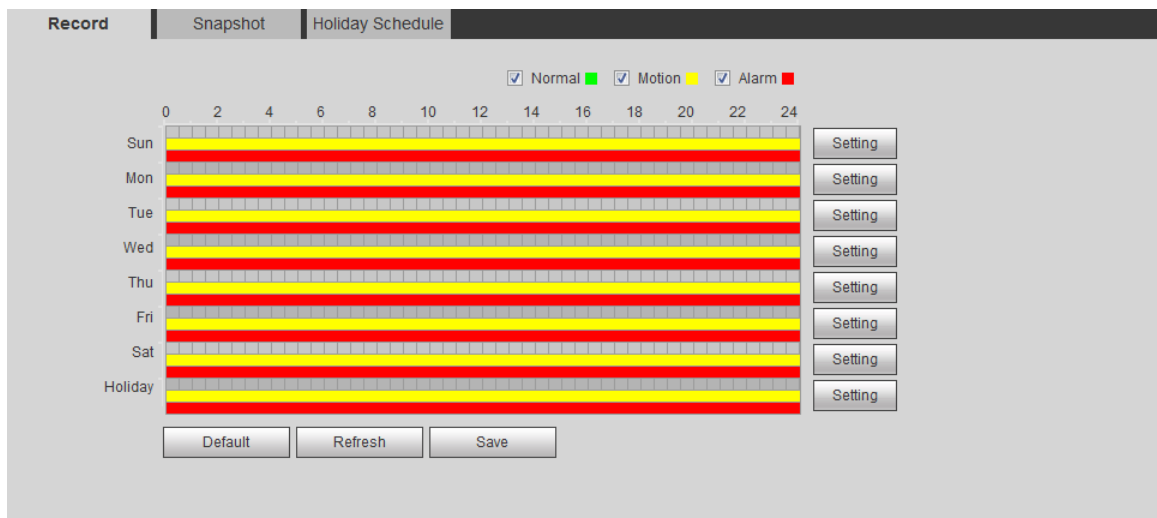 Record Snapshot Holiday Schedule
Normal Motion Alarm
0 2 4 6 8 10 12 14 16 18 20 22 24
Sun Setting
Mon Setting
Tue Setting
Wed Setting
Thu Setting
Fri Setting
Sat Setting
Holiday Setting
Default Refresh Save